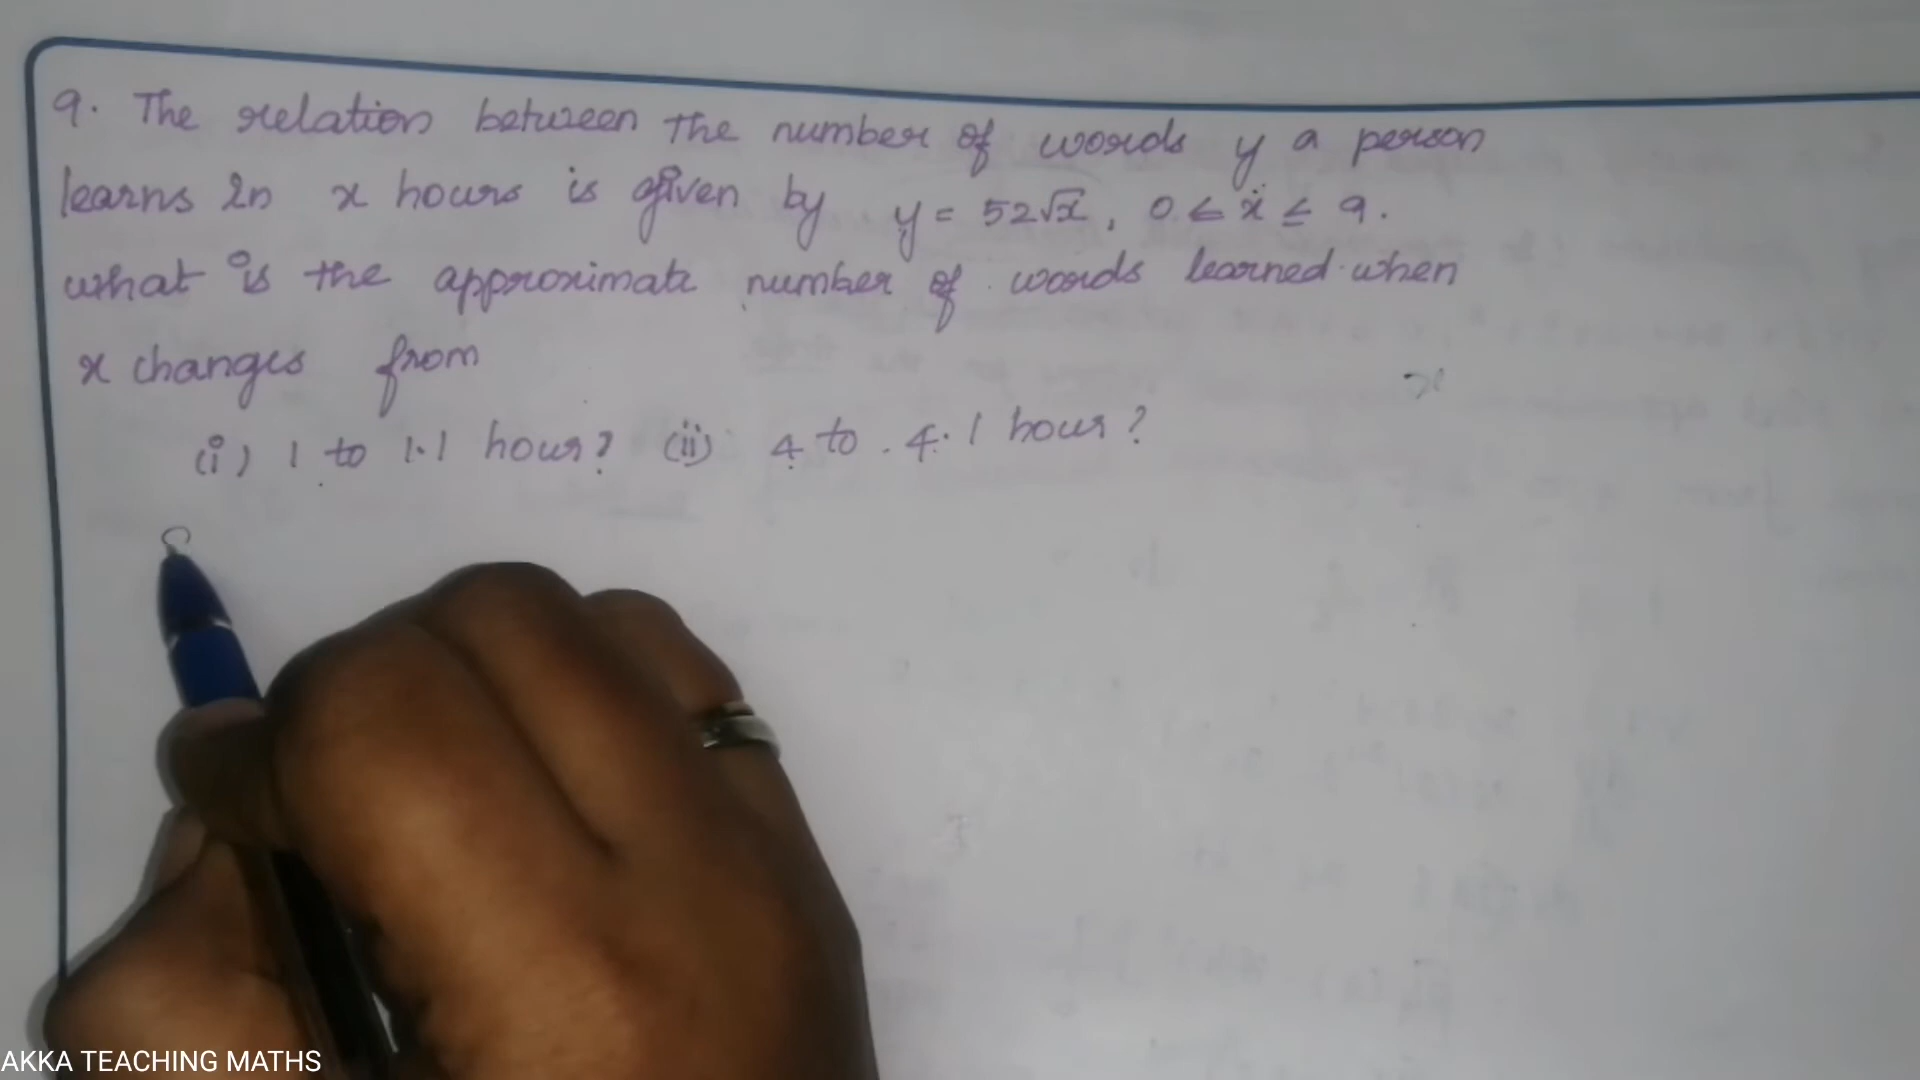 9. The relation between the number of words y a person
learns in x hours is given by y = 52√x, 0 ≤ x ≤ 9.
what is the approximate number of words learned when
x changes from
(i) 1 to 1.1 hour? (ii) 4 to 4.1 hour?
AKKA TEACHING MATHS